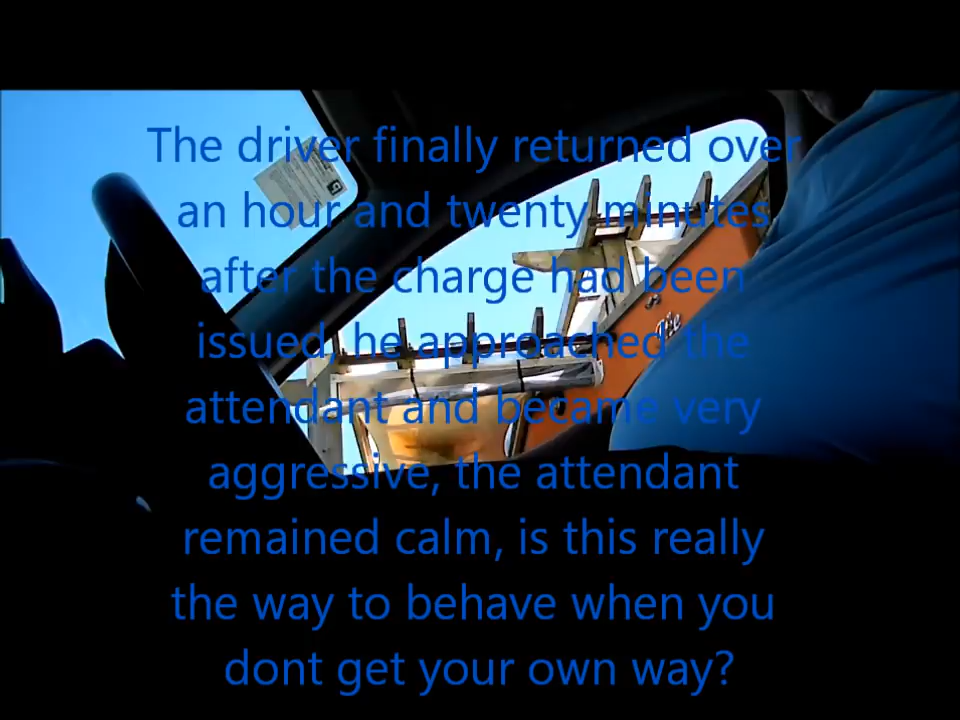 The driver finally returned over
an hour and twenty minutes
after the charge had been
issued, he approached the
attendant and became very
aggressive, the attendant
remained calm, is this really
the way to behave when you
dont get your own way?